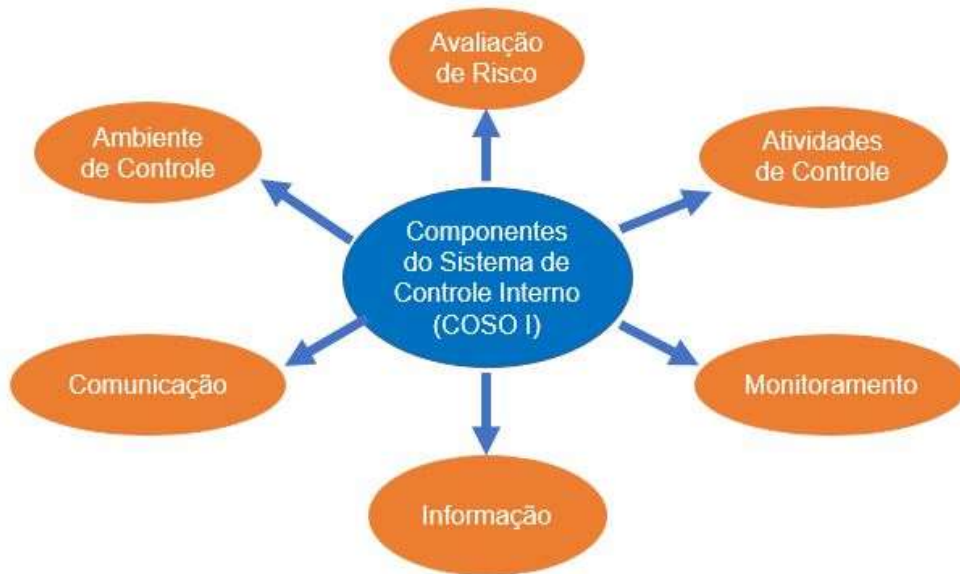 Avaliação
de Risco
Ambiente
de Controle
Atividades
de Controle
Componentes
do Sistema de
Controle Interno
(COSO I)
Comunicação
Monitoramento
Informação